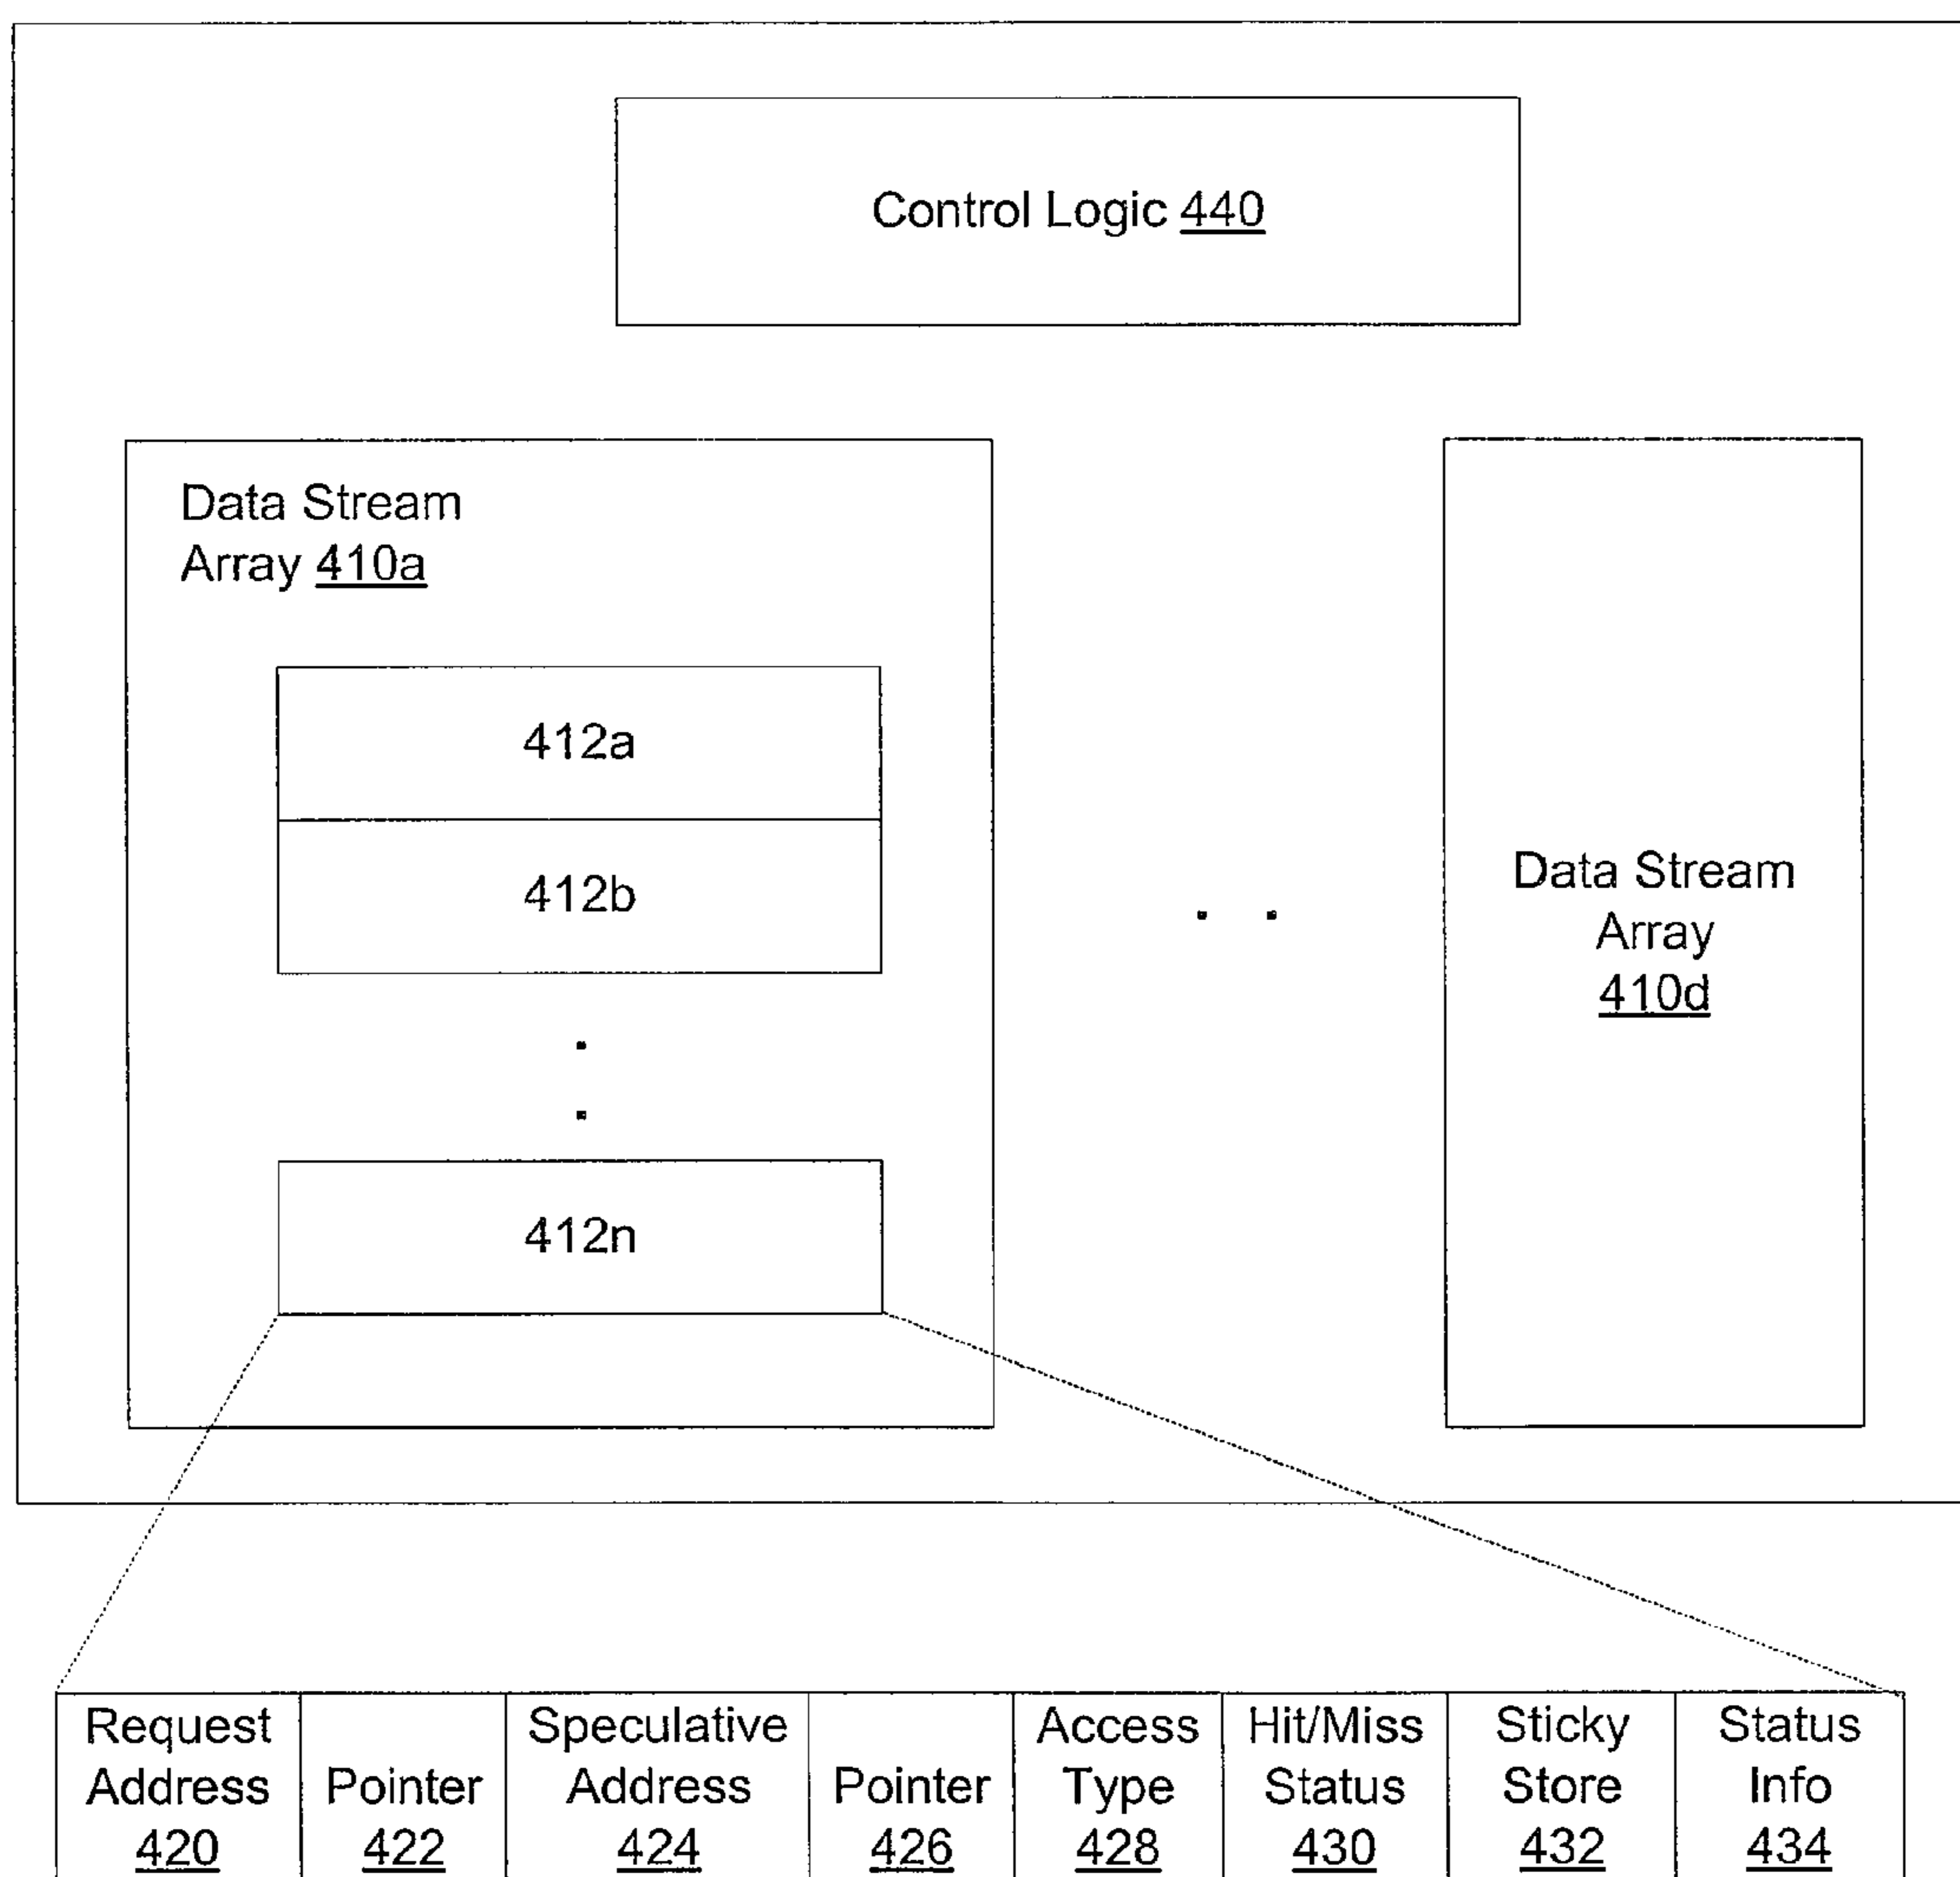 Control Logic 440
Data Stream
Array 410a
412a
412b
412n
Data Stream
Array
410d
Request
Address
420
Pointer
422
Speculative
Address
424
Pointer
426
Access
Type
428
Hit/Miss
Status
430
Sticky
Store
432
Status
Info
434